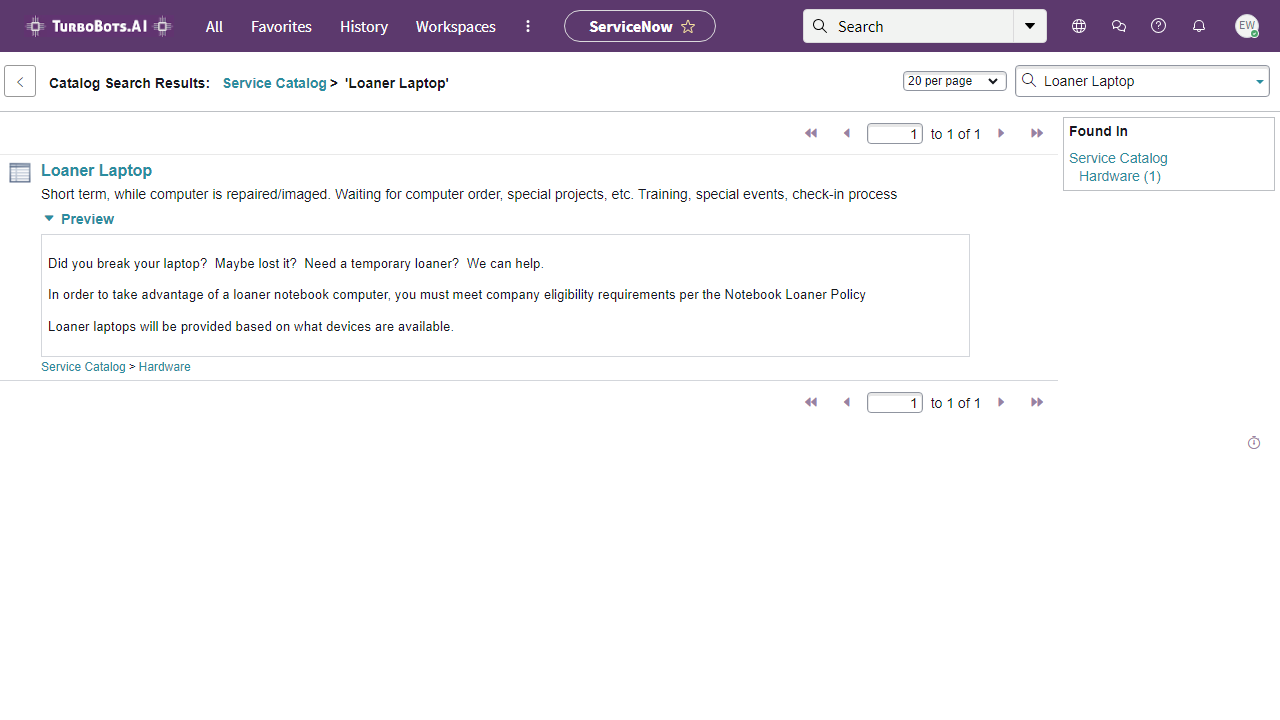 TURBOBOTS.AI All Favorites History Workspaces ServiceNow Search EW
Catalog Search Results: Service Catalog > 'Loaner Laptop' 20 per page Loaner Laptop
1 to 1 of 1
Found In
Service Catalog
Hardware (1)
Loaner Laptop
Short term, while computer is repaired/imaged. Waiting for computer order, special projects, etc. Training, special events, check-in process
Preview
Did you break your laptop? Maybe lost it? Need a temporary loaner? We can help.
In order to take advantage of a loaner notebook computer, you must meet company eligibility requirements per the Notebook Loaner Policy
Loaner laptops will be provided based on what devices are available.
Service Catalog > Hardware
1 to 1 of 1